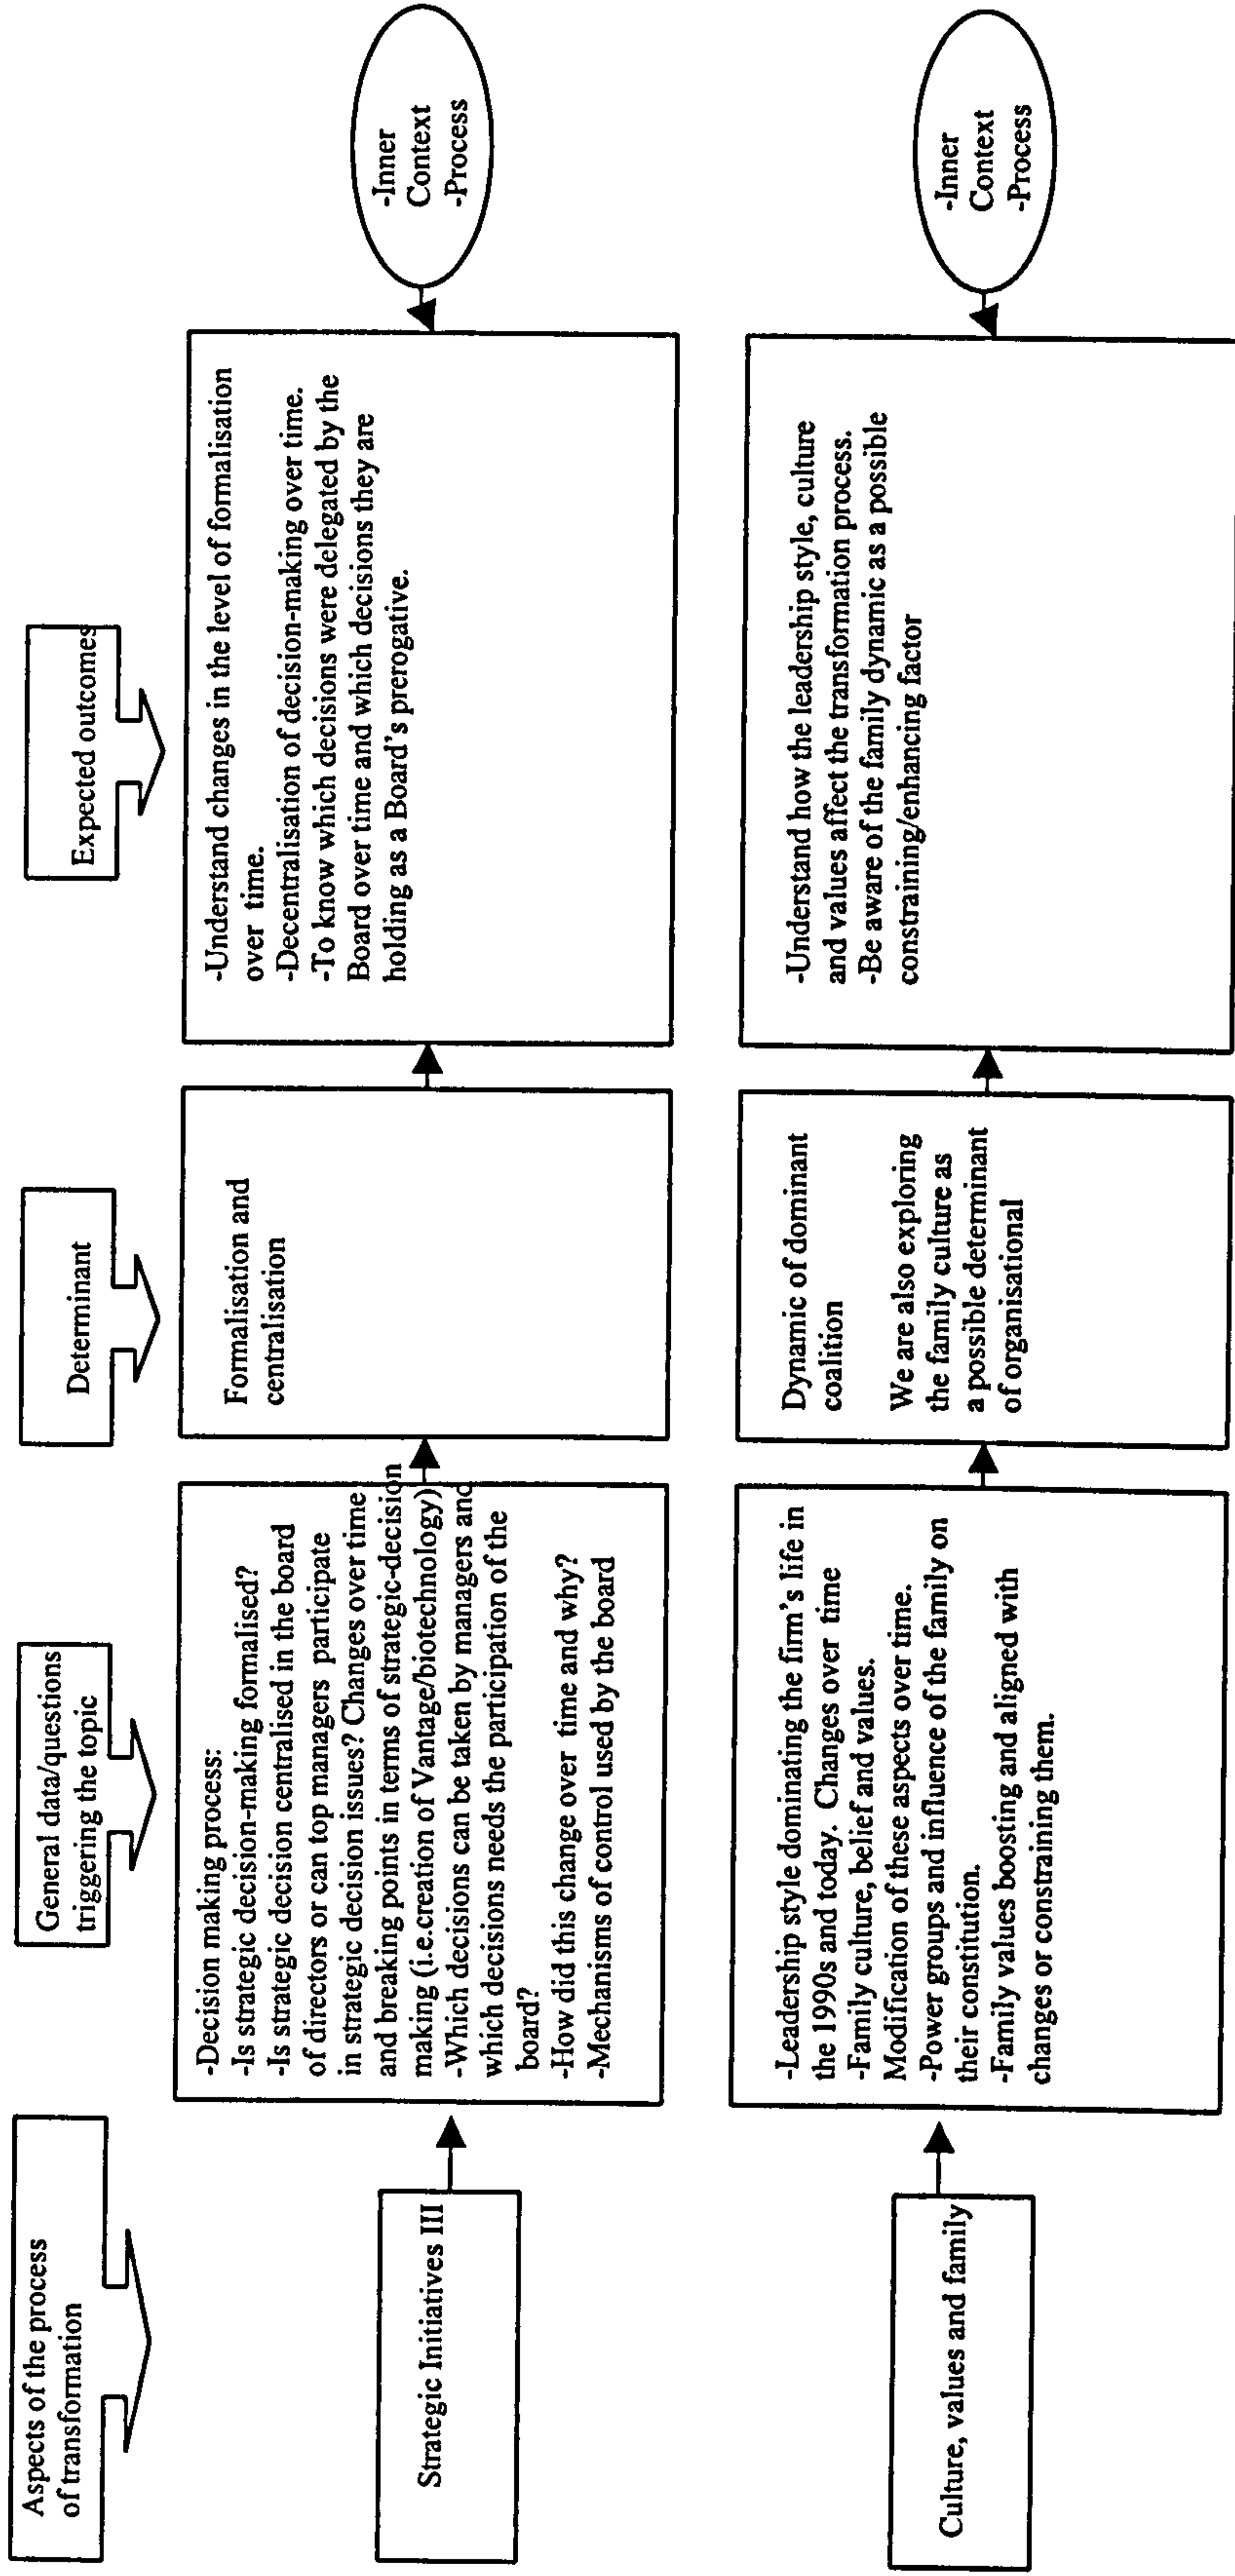 Aspects of the process
of transformation
General data/questions
triggering the topic
Determinant
Expected outcomes
Strategic Initiatives III
-Decision making process:
-Is strategic decision-making formalised?
-Is strategic decision centralised in the board
of directors or can top managers participate
in strategic decision issues? Changes over time
and breaking points in terms of strategic-decision
making (i.e.creation of Vantage/biotechnology)
-Which decisions can be taken by managers and
which decisions needs the participation of the
board?
-How did this change over time and why?
-Mechanisms of control used by the board
Formalisation and
centralisation
-Understand changes in the level of formalisation
over time.
-Decentralisation of decision-making over time.
-To know which decisions were delegated by the
Board over time and which decisions they are
holding as a Board's prerogative.
-Inner
Context
-Process
Culture, values and family
-Leadership style dominating the firm's life in
the 1990s and today. Changes over time
-Family culture, belief and values.
Modification of these aspects over time.
-Power groups and influence of the family on
their constitution.
-Family values boosting and aligned with
changes or constraining them.
Dynamic of dominant
coalition
We are also exploring
the family culture as
a possible determinant
of organisational
-Understand how the leadership style, culture
and values affect the transformation process.
-Be aware of the family dynamic as a possible
constraining/enhancing factor
-Inner
Context
-Process